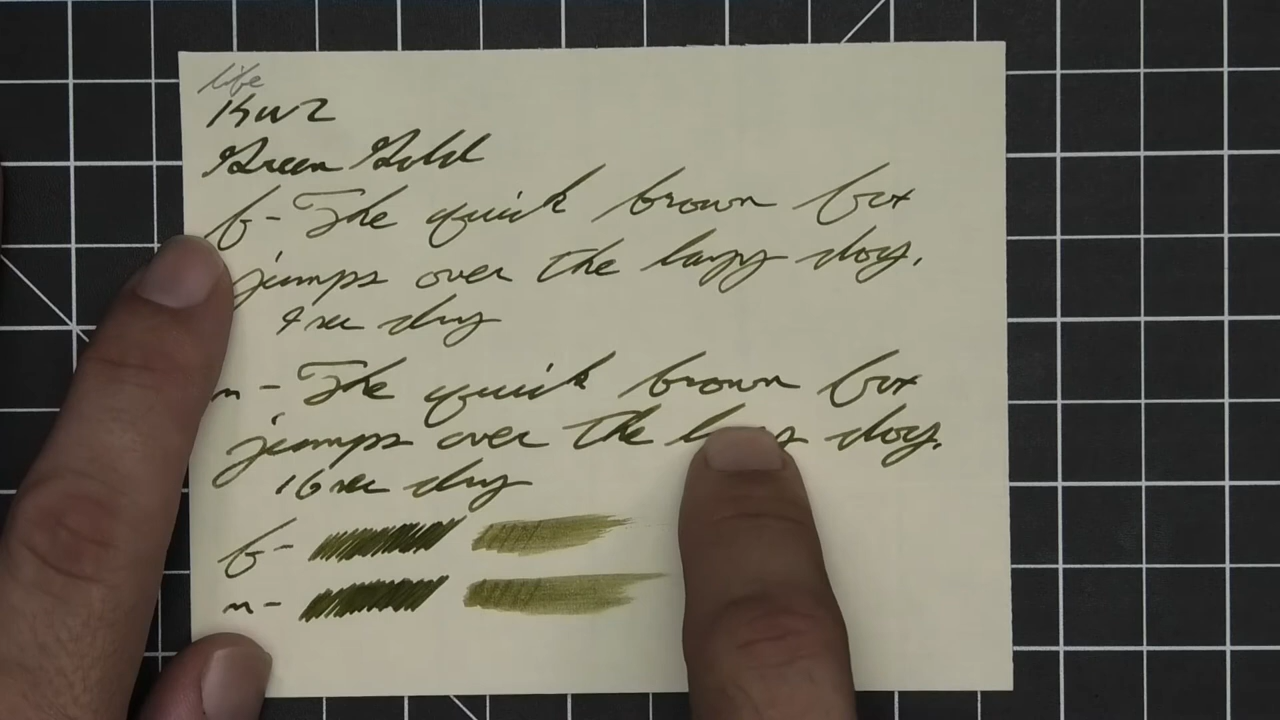 life
KWZ
Green Gold
f - The quick brown fox
jumps over the lazy dog.
9 sec dry
m - The quick brown fox
jumps over the dog.
16 sec dry
f -
m -